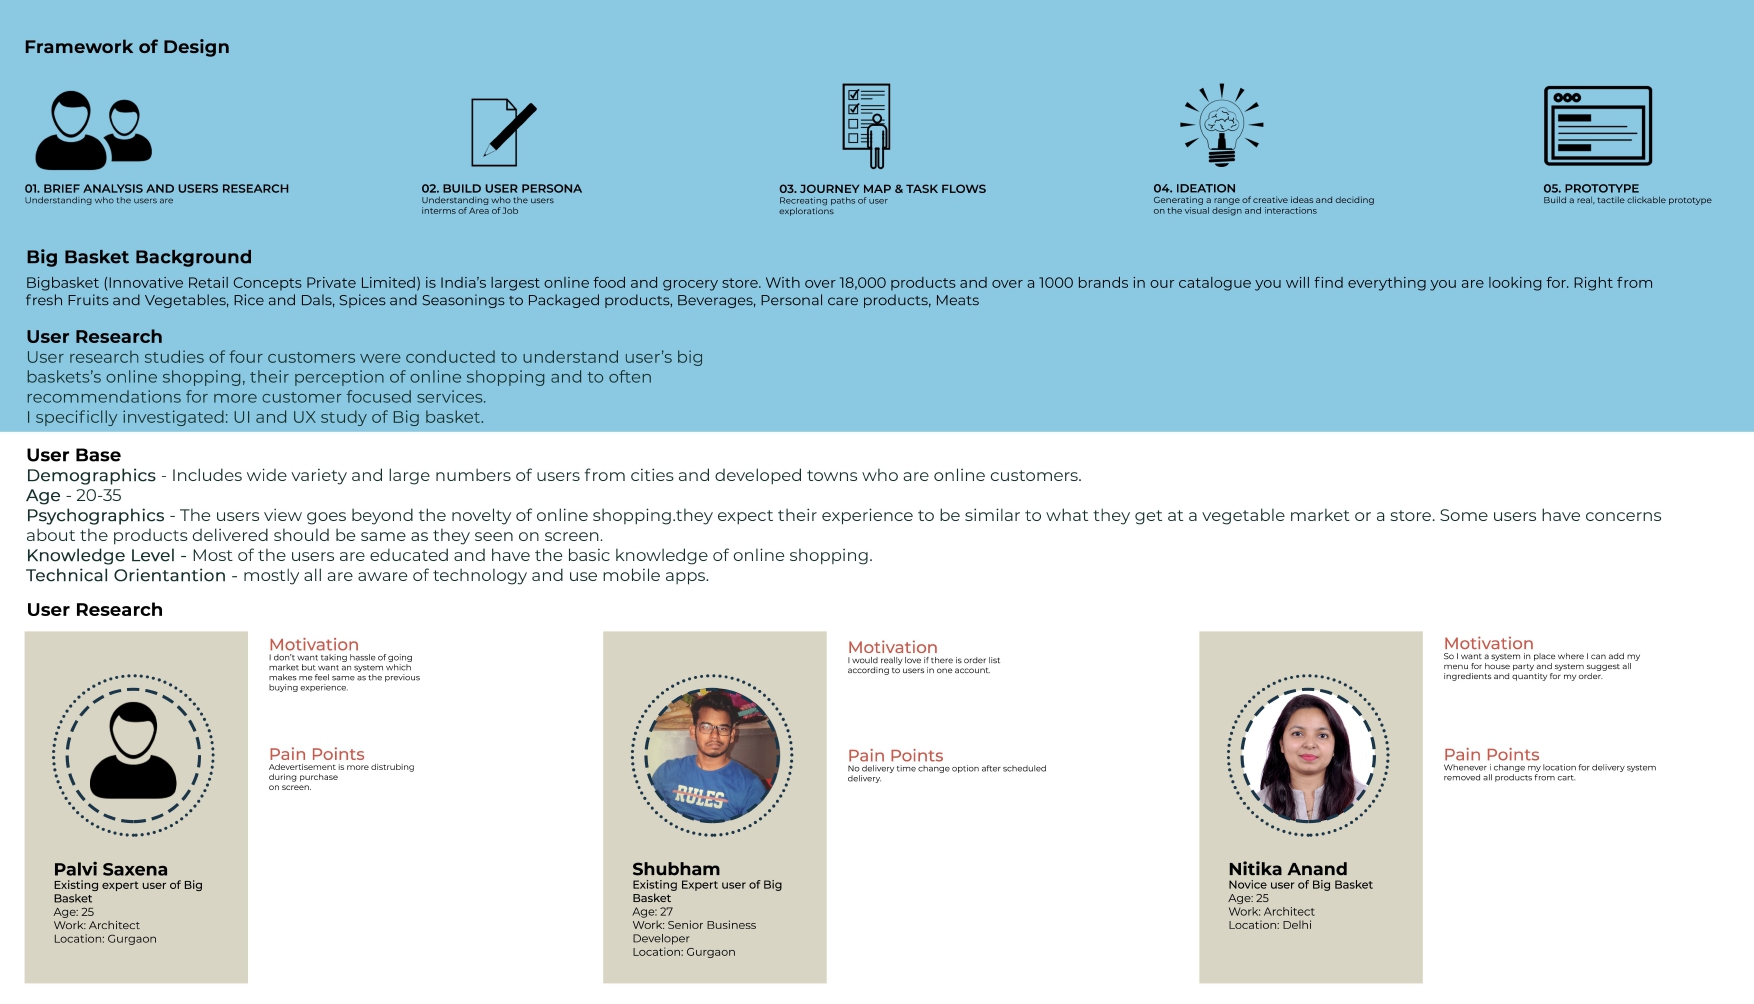 Framework of Design
01. BRIEF ANALYSIS AND USERS RESEARCH
Understanding who the users are
02. BUILD USER PERSONA
Understanding who the users
interms of Area of Job
03. JOURNEY MAP & TASK FLOWS
Recreating paths of user
explorations
04. IDEATION
Generating a range of creative ideas and deciding
on the visual design and interactions
05. PROTOTYPE
Build a real, tactile clickable prototype
Big Basket Background
Bigbasket (Innovative Retail Concepts Private Limited) is India's largest online food and grocery store. With over 18,000 products and over a 1000 brands in our catalogue you will find everything you are looking for. Right from
fresh Fruits and Vegetables, Rice and Dals, Spices and Seasonings to Packaged products, Beverages, Personal care products, Meats
User Research
User research studies of four customers were conducted to understand user's big
baskets's online shopping, their perception of online shopping and to often
recommendations for more customer focused services.
I specificlly investigated: UI and UX study of Big basket.
User Base
Demographics - Includes wide variety and large numbers of users from cities and developed towns who are online customers.
Age - 20-35
Psychographics - The users view goes beyond the novelty of online shopping.they expect their experience to be similar to what they get at a vegetable market or a store. Some users have concerns
about the products delivered should be same as they seen on screen.
Knowledge Level - Most of the users are educated and have the basic knowledge of online shopping.
Technical Orientantion - mostly all are aware of technology and use mobile apps.
User Research
Palvi Saxena
Existing expert user of Big
Basket
Age: 25
Work: Architect
Location: Gurgaon
Motivation
I don't want taking hassle of going
market but want an system which
makes me feel same as the previous
buying experience.
Pain Points
Adevertisement is more distrubing
during purchase
on screen.
RULES
Shubham
Existing Expert user of Big
Basket
Age: 27
Work: Senior Business
Developer
Location: Gurgaon
Motivation
I would really love if there is order list
according to users in one account.
Pain Points
No delivery time change option after scheduled
delivery.
Nitika Anand
Novice user of Big Basket
Age: 25
Work: Architect
Location: Delhi
Motivation
So I want a system in place where I can add my
menu for house party and system suggest all
ingredients and quantity for my order.
Pain Points
Whenever i change my location for delivery system
removed all products from cart.